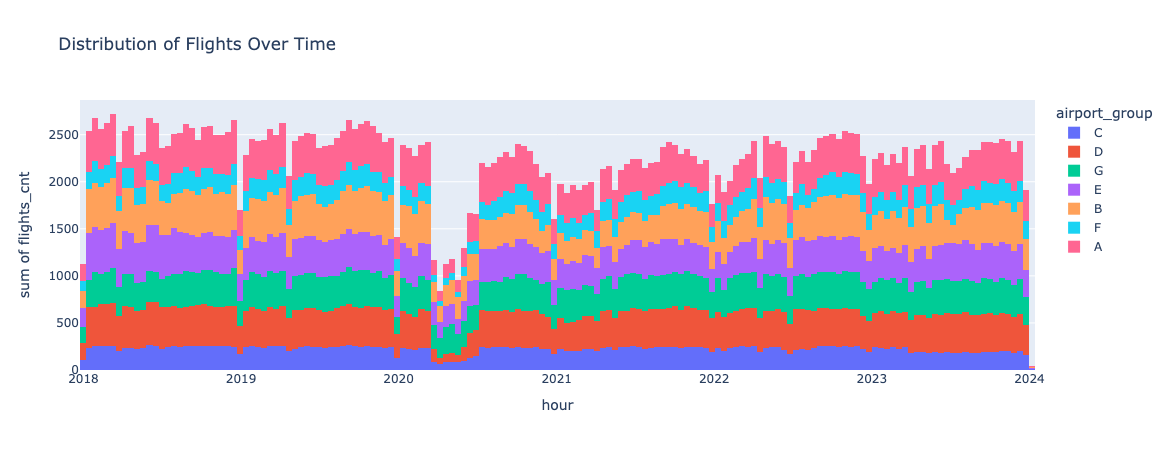 Distribution of Flights Over Time
sum of flights_cnt
2500
2000
1500
1000
500
0
2018
2019
2020
2021
2022
2023
2024
hour
airport_group
C
D
G
E
B
F
A